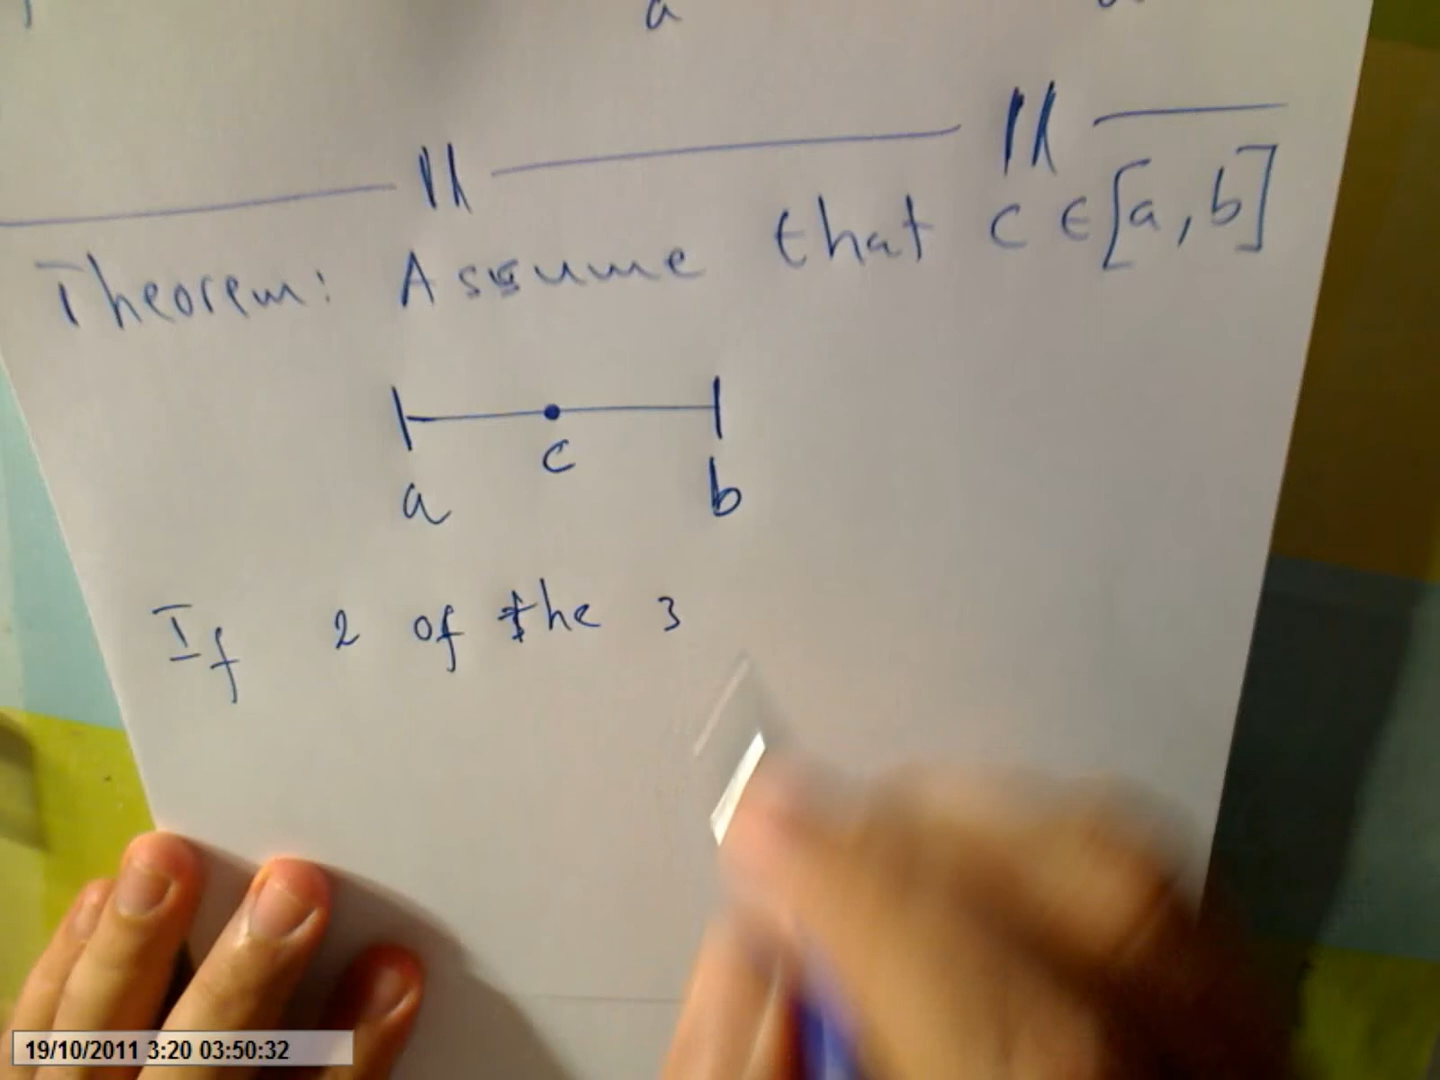 a
Theorem: Assume that c ∈ [a, b]
c
a b
If 2 of the 3
19/10/2011 3:20 03:50:32